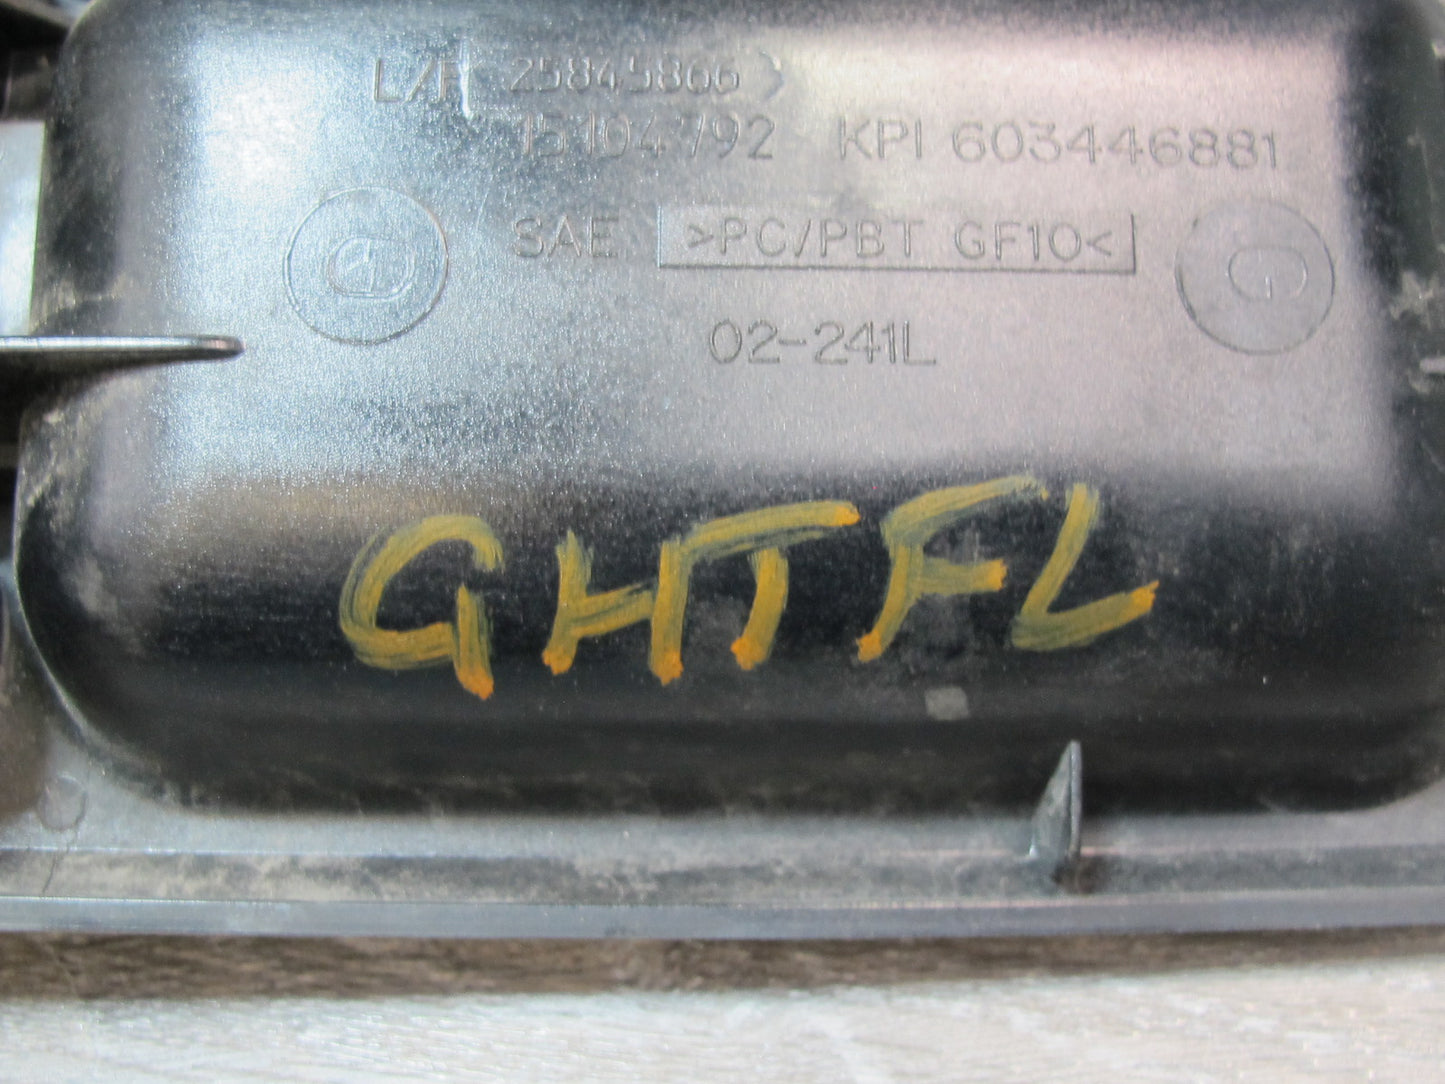 L/R 25845866
15104792 KPI 603446881
SAE >PC/PBT GF10<
02-241L
GHTFL